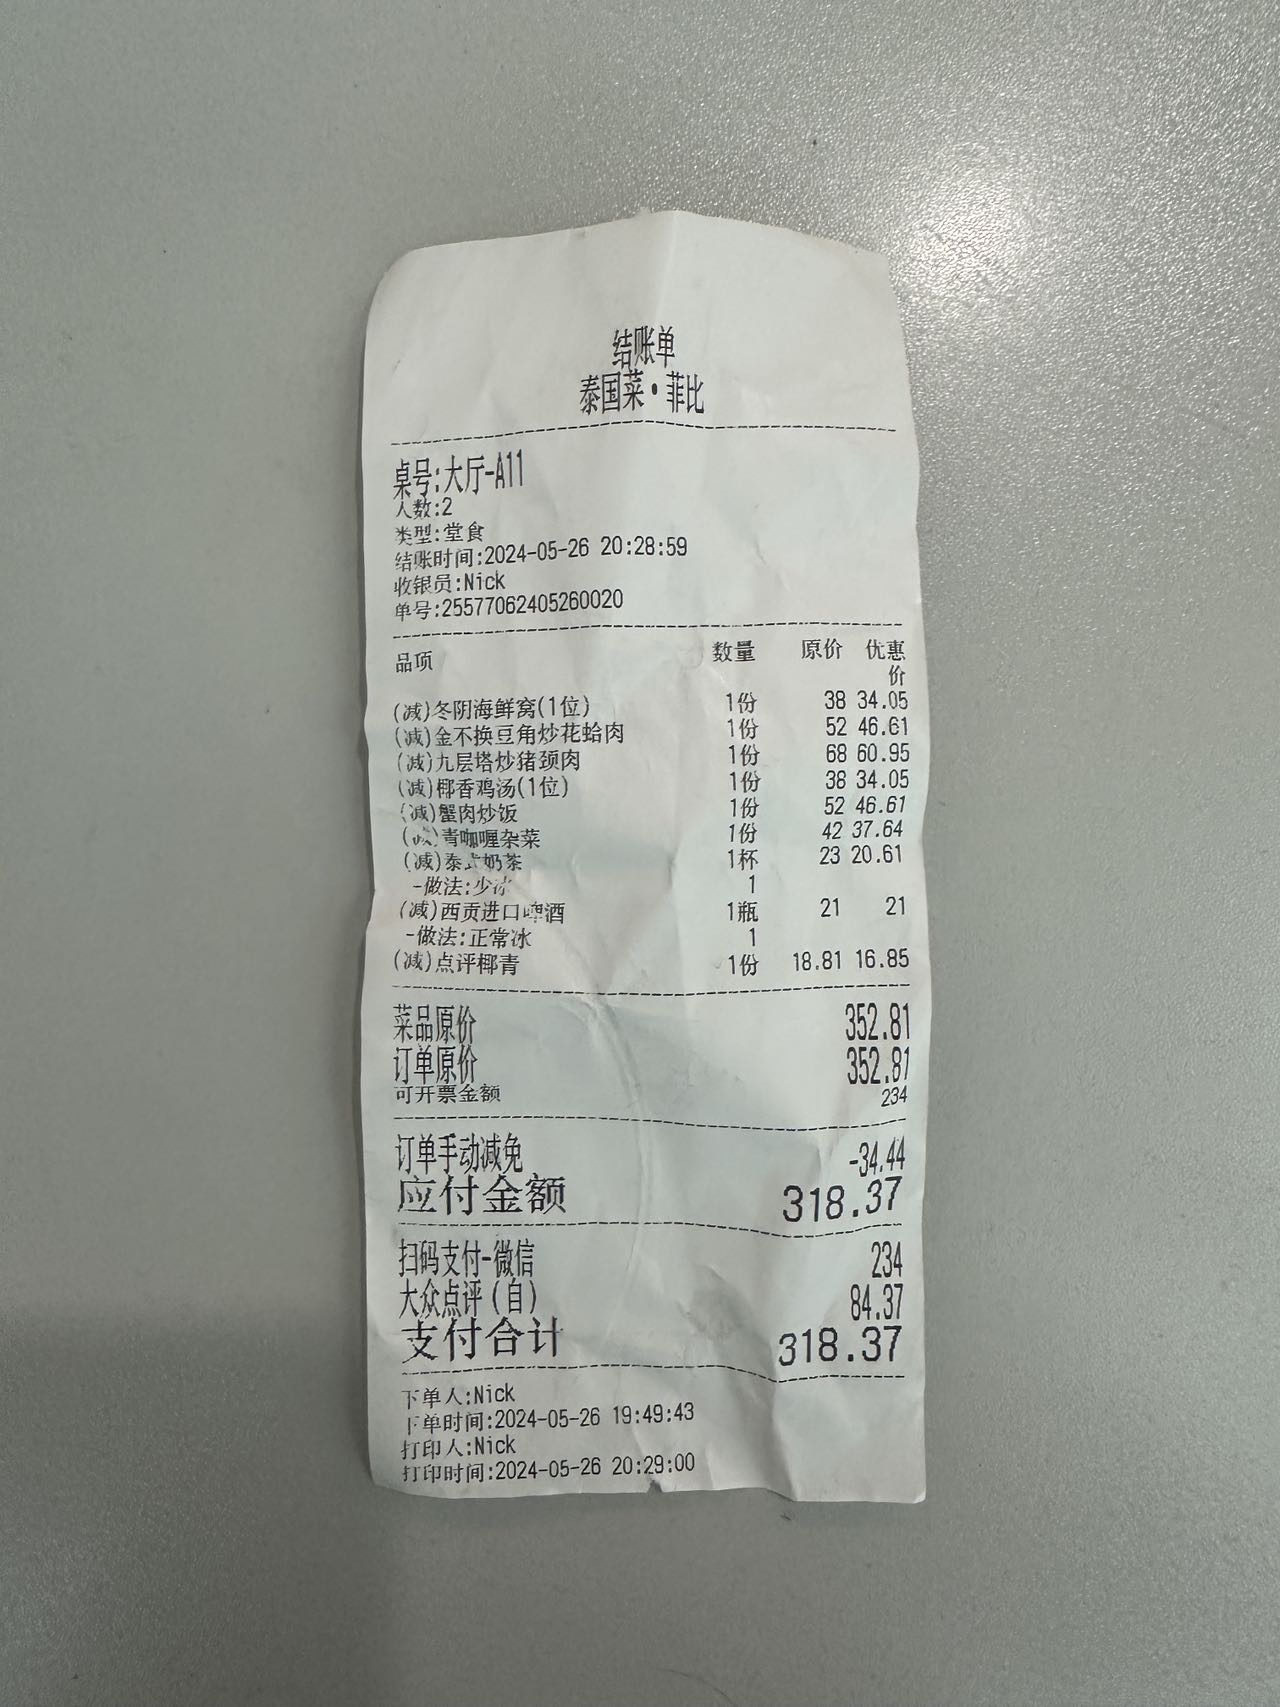 结账单
泰国菜•菲比
桌号:大厅-A11
人数:2
类型:堂食
结账时间:2024-05-26 20:28:59
收银员:Nick
单号:25577062405260020
品项 数量 原价 优惠价
(减)冬阴海鲜窝(1位) 1份 38 34.05
(减)金不换豆角炒花蛤肉 1份 52 46.61
(减)九层塔炒猪颈肉 1份 68 60.95
(减)椰香鸡汤(1位) 1份 38 34.05
(减)蟹肉炒饭 1份 52 46.61
(减)青咖喱杂菜 1份 42 37.64
(减)泰式奶茶 1杯 23 20.61
-做法:少冰 1
(减)西贡进口啤酒 1瓶 21 21
-做法:正常冰 1
(减)点评椰青 1份 18.81 16.85
菜品原价 352.81
订单原价 352.81
可开票金额 234
订单手动减免 -34.44
应付金额 318.37
扫码支付-微信 234
大众点评(自) 84.37
支付合计 318.37
下单人:Nick
下单时间:2024-05-26 19:49:43
打印人:Nick
打印时间:2024-05-26 20:29:00